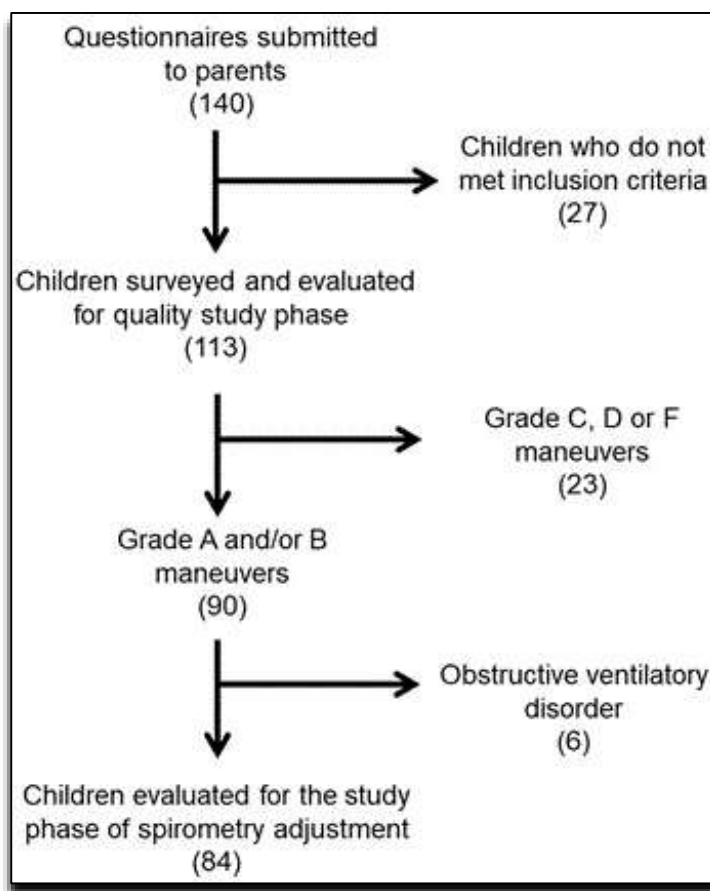 Questionnaires submitted
to parents
(140)
Children who do not
met inclusion criteria
(27)
Children surveyed and evaluated
for quality study phase
(113)
Grade C, D or F
maneuvers
(23)
Grade A and/or B
maneuvers
(90)
Obstructive ventilatory
disorder
(6)
Children evaluated for the study
phase of spirometry adjustment
(84)